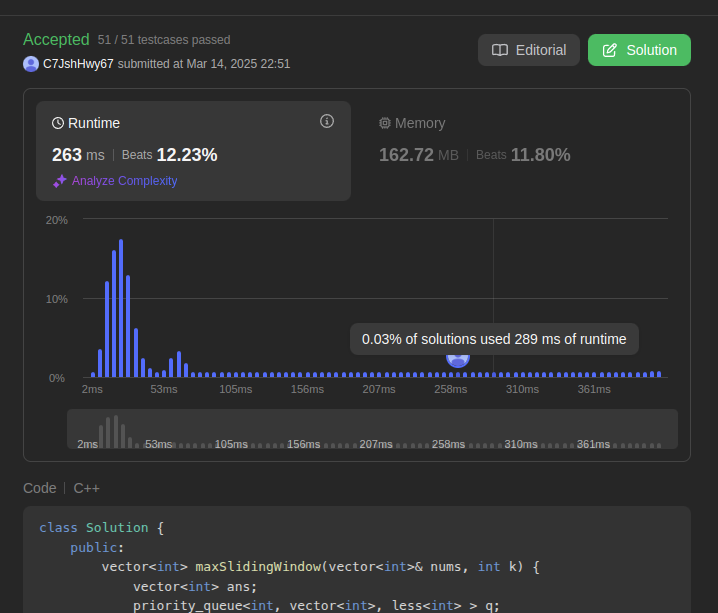 Accepted 51 / 51 testcases passed
Editorial
Solution
C7JshHwy67 submitted at Mar 14, 2025 22:51
Runtime
263 ms | Beats 12.23%
Analyze Complexity
Memory
162.72 MB | Beats 11.80%
20%
10%
0%
0.03% of solutions used 289 ms of runtime
2ms 53ms 105ms 156ms 207ms 258ms 310ms 361ms
2ms 53ms 105ms 156ms 207ms 258ms 310ms 361ms
Code | C++
class Solution {
public:
vector<int> maxSlidingWindow(vector<int>& nums, int k) {
vector<int> ans;
priority_queue<int, vector<int>, less<int> > q;